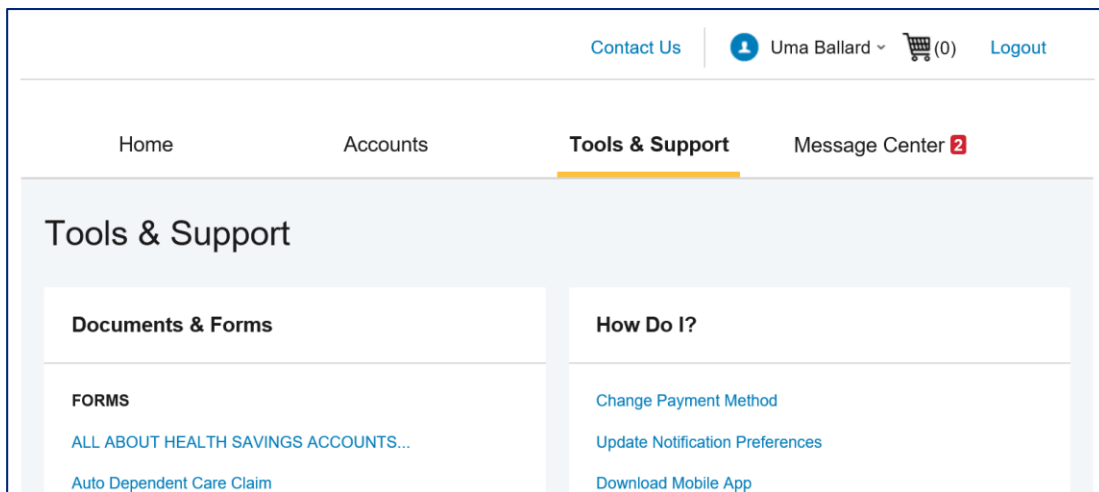 Contact Us Uma Ballard (0) Logout
Home Accounts Tools & Support Message Center 2
Tools & Support
Documents & Forms
FORMS
ALL ABOUT HEALTH SAVINGS ACCOUNTS...
Auto Dependent Care Claim
How Do I?
Change Payment Method
Update Notification Preferences
Download Mobile App